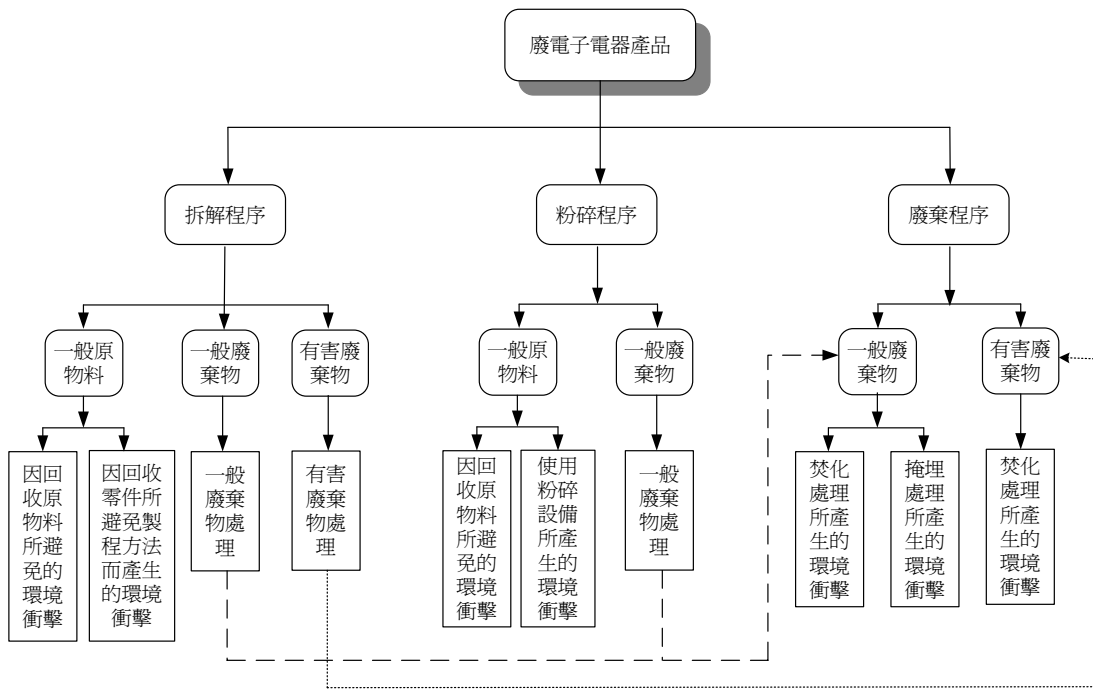 廢電子電器產品
拆解程序
粉碎程序
廢棄程序
一般原
物料
一般廢
棄物
有害廢
棄物
一般原
物料
一般廢
棄物
一般廢
棄物
有害廢
棄物
因回
收原
物料
所避
免的
環境
衝擊
因回收
零件所
避免製
程方法
而產生
的環境
衝擊
一般
廢棄
物處
理
有害
廢棄
物處
理
因回
收原
物料
所避
免的
環境
衝擊
使用
粉碎
設備
所產
生的
環境
衝擊
一般
廢棄
物處
理
焚化
處理
所產
生的
環境
衝擊
掩埋
處理
所產
生的
環境
衝擊
焚化
處理
所產
生的
環境
衝擊